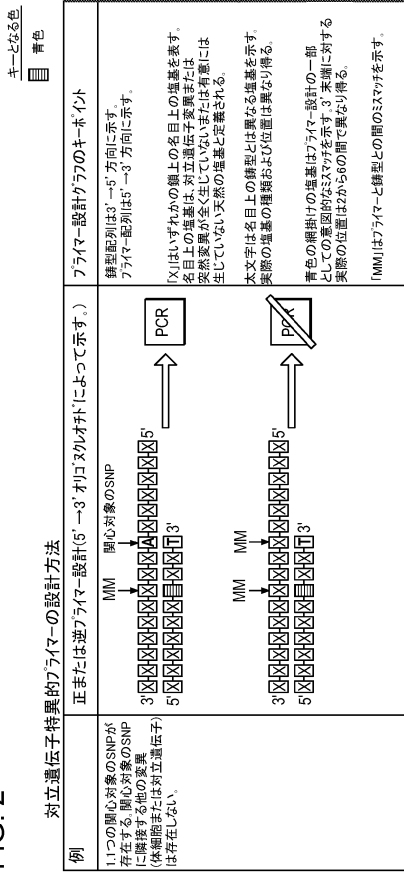 FIG. 2
対立遺伝子特異的プライマーの設計方法
キーとなる色
青色
例
正または逆プライマー設計(5'→3'オリゴヌクレオチドによって示す。)
プライマー設計グラフのキーポイント
1.1つの関心対象のSNPが
存在する。関心対象のSNP
に隣接する他の変異
(体細胞または対立遺伝子)
は存在しない。
MM 関心対象のSNP
3'XXXXXXXXXXXAXXXXXXXX5'
5'XXXXXXXX XXT3'
PCR
MM MM
3'XXXXXXXXXXXXXXXXXXXX5'
5'XXXXXXXX XXT3'
PCR
鋳型配列は3'→5'方向に示す。
プライマー配列は5'→3'方向に示す。
「X」はいずれかの鎖上の名目上の塩基を表す。
名目上の塩基は、対立遺伝子変異または
突然変異が全く生じていないまたは有意には
生じていない天然の塩基と定義される。
太文字は名目上の鋳型とは異なる塩基を示す。
実際の塩基の種類および位置は異なり得る。
青色の網掛けの塩基はプライマー設計の一部
としての意図的なミスマッチを示す。3'末端に対する
実際の位置は2から6の間で異なり得る。
「MM」はプライマーと鋳型との間のミスマッチを示す。